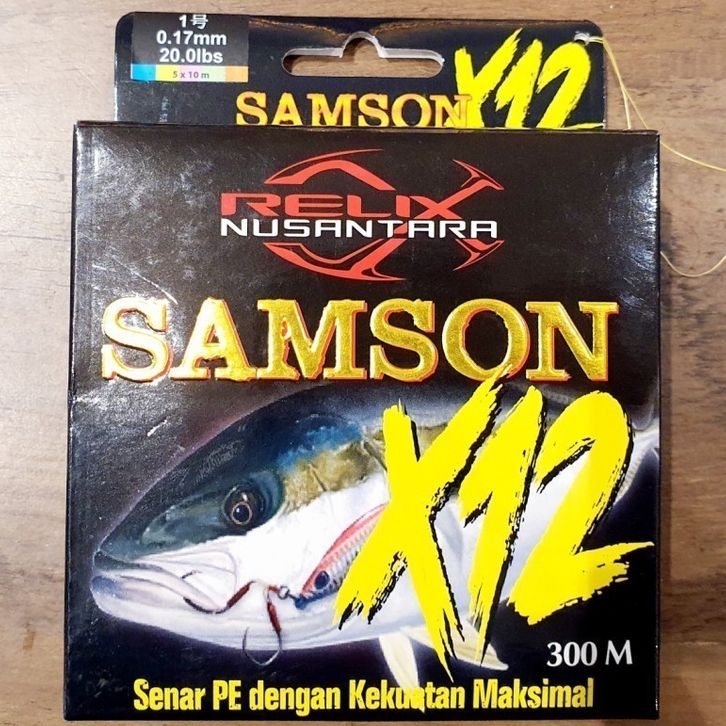 1号
0.17mm
20.0lbs
5 x 10 m
SAMSON X12
RELIX
NUSANTARA
SAMSON
X12
300 M
Senar PE dengan Kekuatan Maksimal